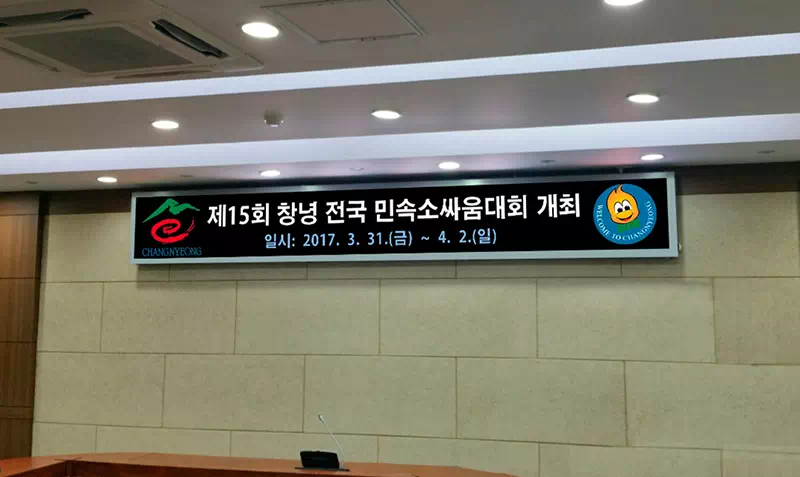 제15회 창녕 전국 민속소싸움대회 개최
일시: 2017. 3. 31.(금) ~ 4. 2.(일)
CHANGNYEONG
WELCOME TO CHANGNYEONG